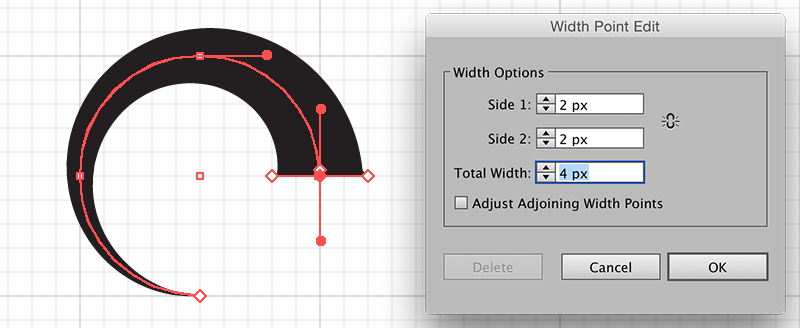 Width Point Edit
Width Options
Side 1: 2 px
Side 2: 2 px
Total Width: 4 px
Adjust Adjoining Width Points
Delete Cancel OK